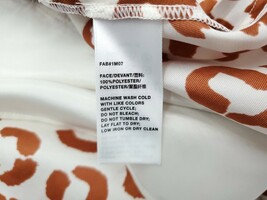 FAB#1M07
FACE/DEVANT/面料:
100%POLYESTER/
POLYESTER/聚酯纤维
MACHINE WASH COLD
WITH LIKE COLORS
GENTLE CYCLE;
DO NOT BLEACH;
DO NOT TUMBLE DRY;
LAY FLAT TO DRY;
LOW IRON OR DRY CLEAN